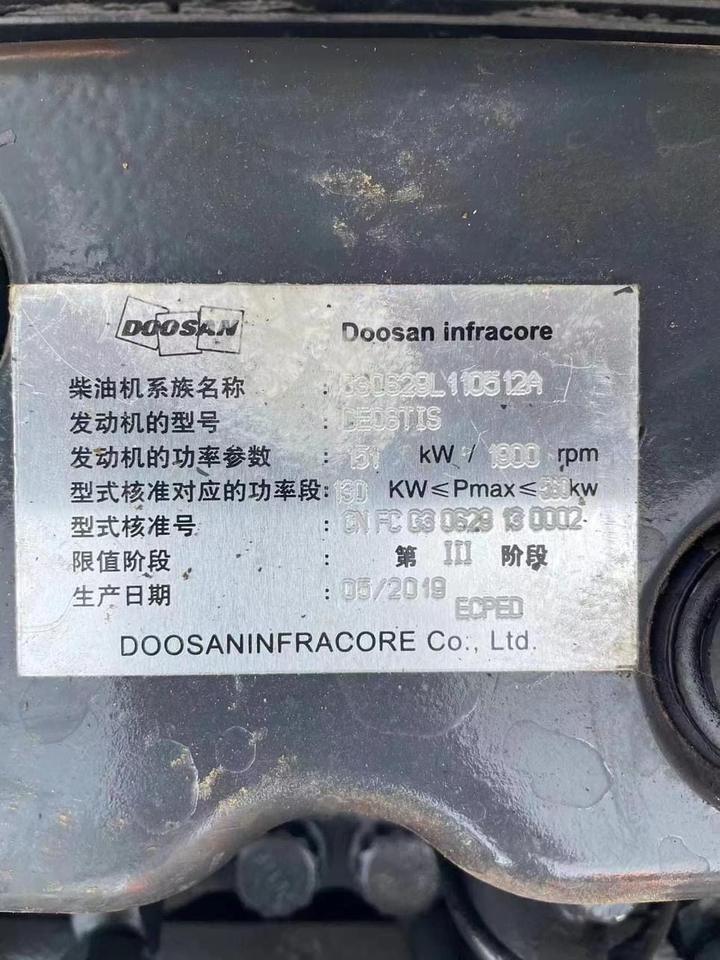 DOOSAN
Doosan infracore
柴油机系族名称 : G0629L110512A
发动机的型号 : DE08TIS
发动机的功率参数 : 151 kW / 1900 rpm
型式核准对应的功率段: 130 KW≤Pmax≤560kw
型式核准号 : CN FC G3 0629 13 0002
限值阶段 : 第 III 阶段
生产日期 : 05/2019
ECPED
DOOSANINFRACORE Co., Ltd.